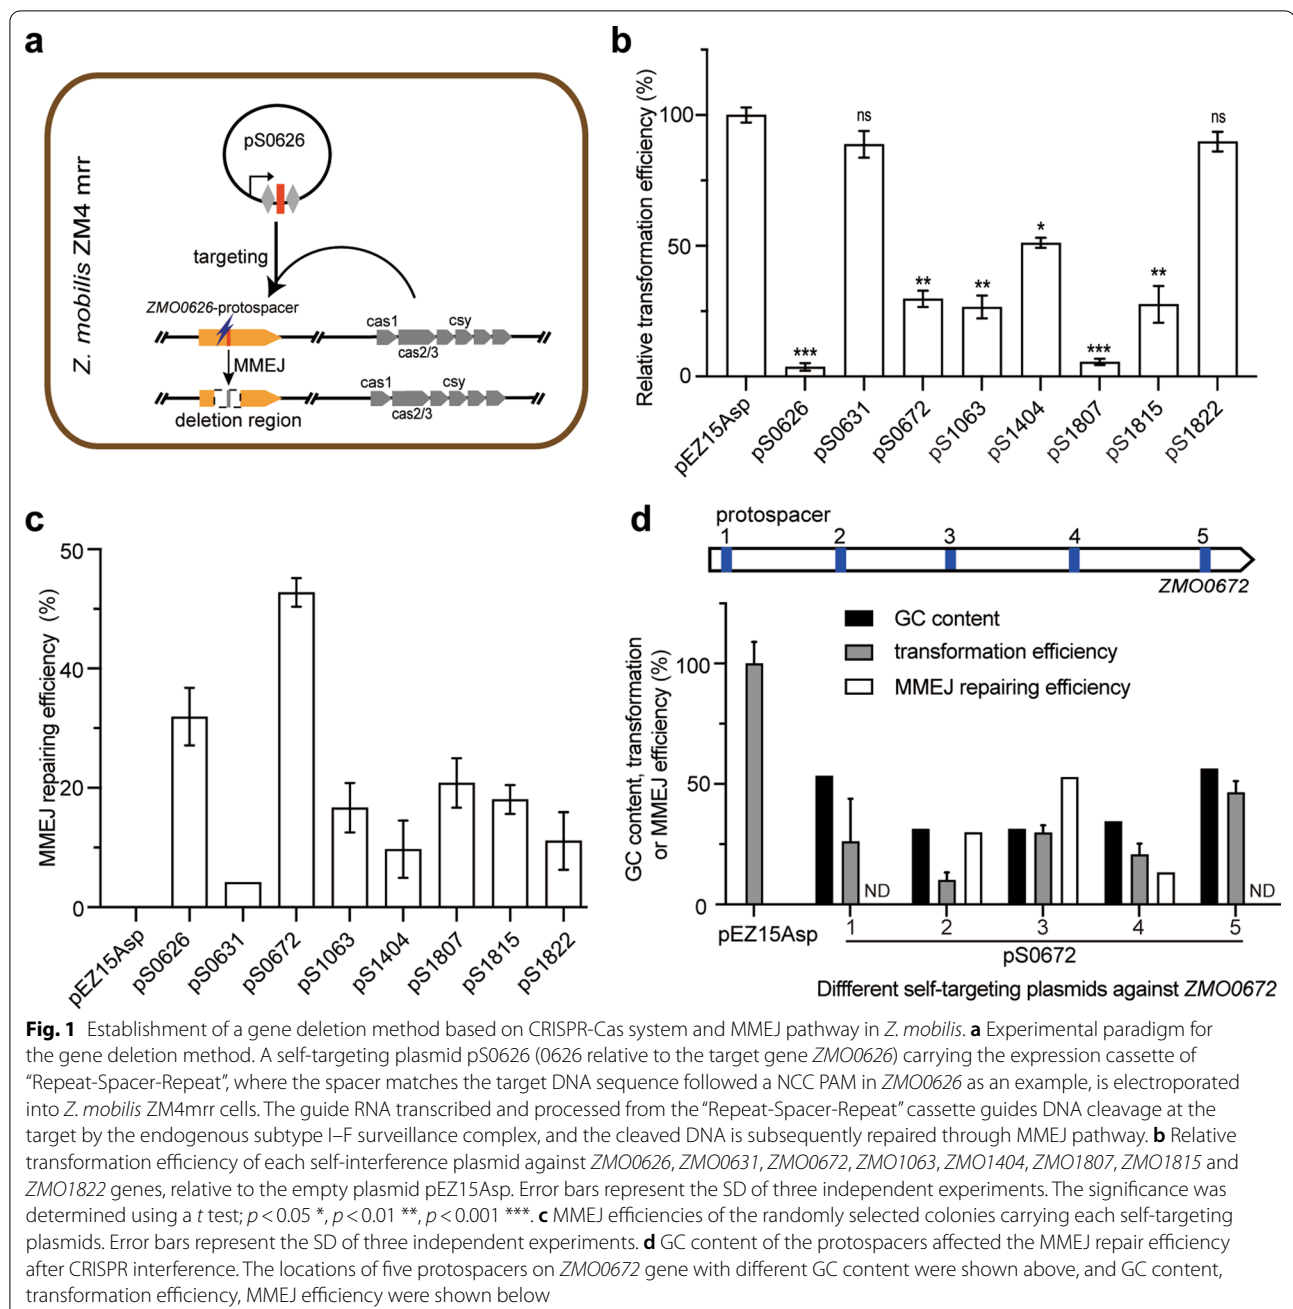 a
Z. mobilis ZM4 mrr
pS0626
targeting
ZMO0626-protospacer
cas1
csy
cas2/3
MMEJ
cas1
csy
cas2/3
deletion region
b
Relative transformation efficiency (%)
100
50
0
***
ns
**
**
*
***
**
ns
pEZ15Asp
pS0626
pS0631
pS0672
pS1063
pS1404
pS1807
pS1815
pS1822
c
MMEJ repairing efficiency (%)
50
40
20
0
pEZ15Asp
pS0626
pS0631
pS0672
pS1063
pS1404
pS1807
pS1815
pS1822
d
protospacer
1 2 3 4 5
ZMO0672
GC content
transformation efficiency
MMEJ repairing efficiency
GC content, transformation
or MMEJ efficiency (%)
100
50
0
ND
ND
pEZ15Asp
1 2 3 4 5
pS0672
Diffferent self-targeting plasmids against ZMO0672
Fig. 1 Establishment of a gene deletion method based on CRISPR-Cas system and MMEJ pathway in Z. mobilis. a Experimental paradigm for
the gene deletion method. A self-targeting plasmid pS0626 (0626 relative to the target gene ZMO0626) carrying the expression cassette of
“Repeat-Spacer-Repeat”, where the spacer matches the target DNA sequence followed a NCC PAM in ZMO0626 as an example, is electroporated
into Z. mobilis ZM4mrr cells. The guide RNA transcribed and processed from the “Repeat-Spacer-Repeat” cassette guides DNA cleavage at the
target by the endogenous subtype I–F surveillance complex, and the cleaved DNA is subsequently repaired through MMEJ pathway. b Relative
transformation efficiency of each self-interference plasmid against ZMO0626, ZMO0631, ZMO0672, ZMO1063, ZMO1404, ZMO1807, ZMO1815 and
ZMO1822 genes, relative to the empty plasmid pEZ15Asp. Error bars represent the SD of three independent experiments. The significance was
determined using a t test; p < 0.05 *, p < 0.01 **, p < 0.001 ***. c MMEJ efficiencies of the randomly selected colonies carrying each self-targeting
plasmids. Error bars represent the SD of three independent experiments. d GC content of the protospacers affected the MMEJ repair efficiency
after CRISPR interference. The locations of five protospacers on ZMO0672 gene with different GC content were shown above, and GC content,
transformation efficiency, MMEJ efficiency were shown below